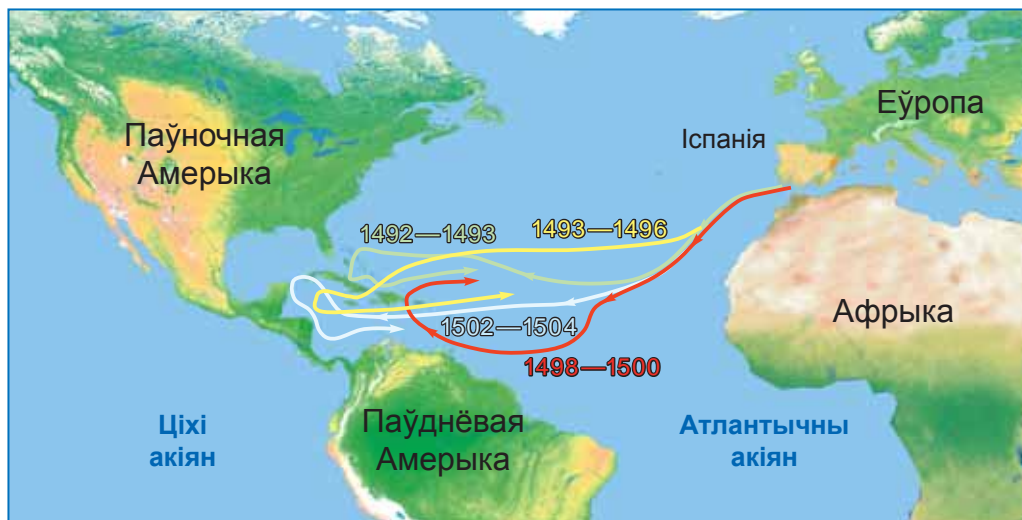 Еўропа
Іспанія
Паўночная
Амерыка
1492—1493
1493—1496
Афрыка
1502—1504
1498—1500
Паўднёвая
Амерыка
Ціхі
акіян
Атлантычны
акіян